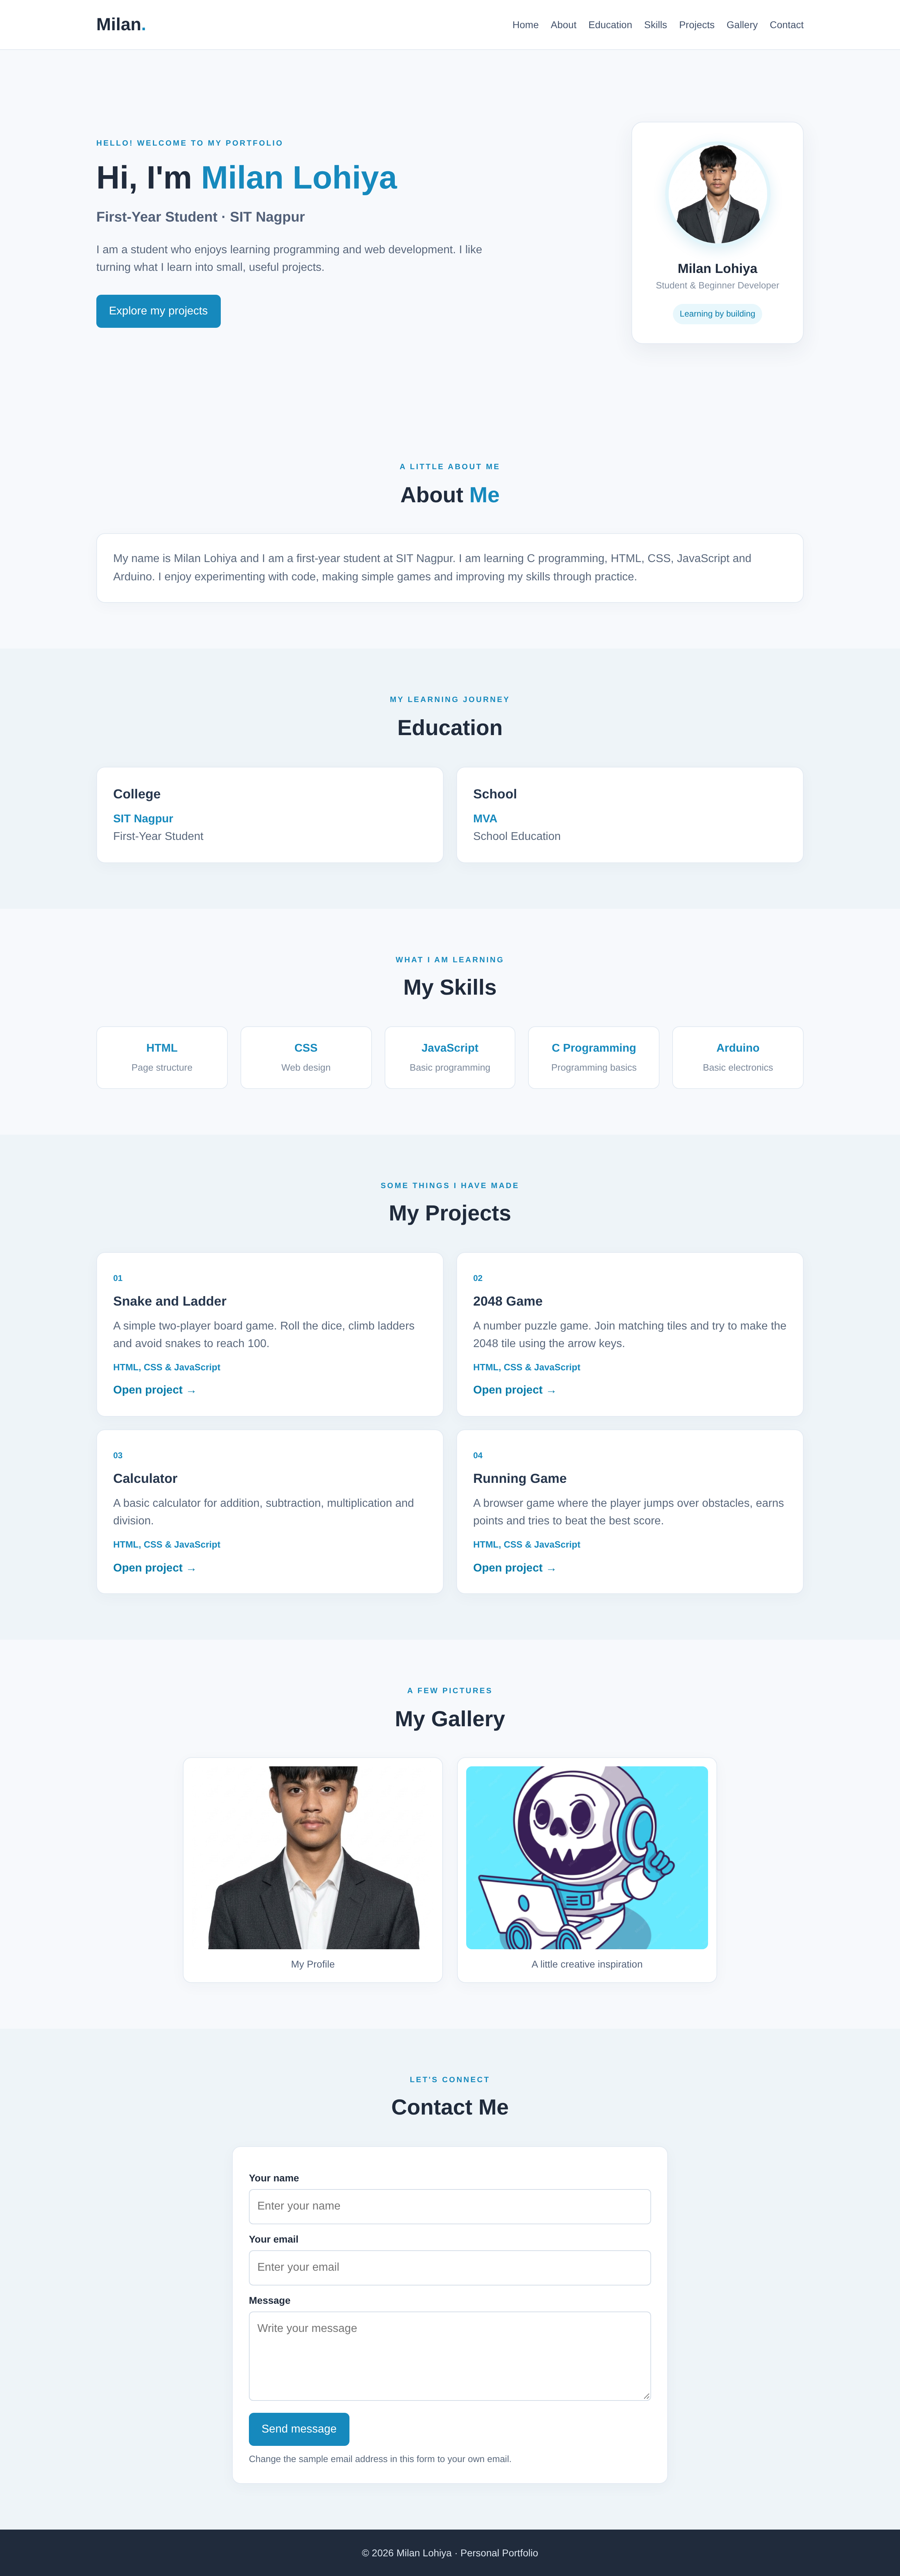 Milan.
Home About Education Skills Projects Gallery Contact
HELLO! WELCOME TO MY PORTFOLIO
Hi, I'm Milan Lohiya
First-Year Student · SIT Nagpur
I am a student who enjoys learning programming and web development. I like
turning what I learn into small, useful projects.
Explore my projects
Milan Lohiya
Student & Beginner Developer
Learning by building
A LITTLE ABOUT ME
About Me
My name is Milan Lohiya and I am a first-year student at SIT Nagpur. I am learning C programming, HTML, CSS, JavaScript and
Arduino. I enjoy experimenting with code, making simple games and improving my skills through practice.
MY LEARNING JOURNEY
Education
College
SIT Nagpur
First-Year Student
School
MVA
School Education
WHAT I AM LEARNING
My Skills
HTML
Page structure
CSS
Web design
JavaScript
Basic programming
C Programming
Programming basics
Arduino
Basic electronics
SOME THINGS I HAVE MADE
My Projects
01
Snake and Ladder
A simple two-player board game. Roll the dice, climb ladders
and avoid snakes to reach 100.
HTML, CSS & JavaScript
Open project →
02
2048 Game
A number puzzle game. Join matching tiles and try to make the
2048 tile using the arrow keys.
HTML, CSS & JavaScript
Open project →
03
Calculator
A basic calculator for addition, subtraction, multiplication and
division.
HTML, CSS & JavaScript
Open project →
04
Running Game
A browser game where the player jumps over obstacles, earns
points and tries to beat the best score.
HTML, CSS & JavaScript
Open project →
A FEW PICTURES
My Gallery
My Profile
A little creative inspiration
LET'S CONNECT
Contact Me
Your name
Enter your name
Your email
Enter your email
Message
Write your message
Send message
Change the sample email address in this form to your own email.
© 2026 Milan Lohiya · Personal Portfolio